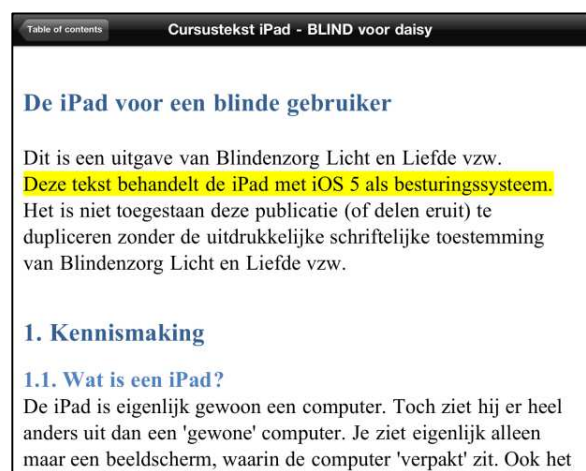 Table of contents
Cursustekst iPad - BLIND voor daisy
De iPad voor een blinde gebruiker
Dit is een uitgave van Blindenzorg Licht en Liefde vzw.
Deze tekst behandelt de iPad met iOS 5 als besturingssysteem.
Het is niet toegestaan deze publicatie (of delen eruit) te
dupliceren zonder de uitdrukkelijke schriftelijke toestemming
van Blindenzorg Licht en Liefde vzw.
1. Kennismaking
1.1. Wat is een iPad?
De iPad is eigenlijk gewoon een computer. Toch ziet hij er heel
anders uit dan een 'gewone' computer. Je ziet eigenlijk alleen
maar een beeldscherm, waarin de computer 'verpakt' zit. Ook het